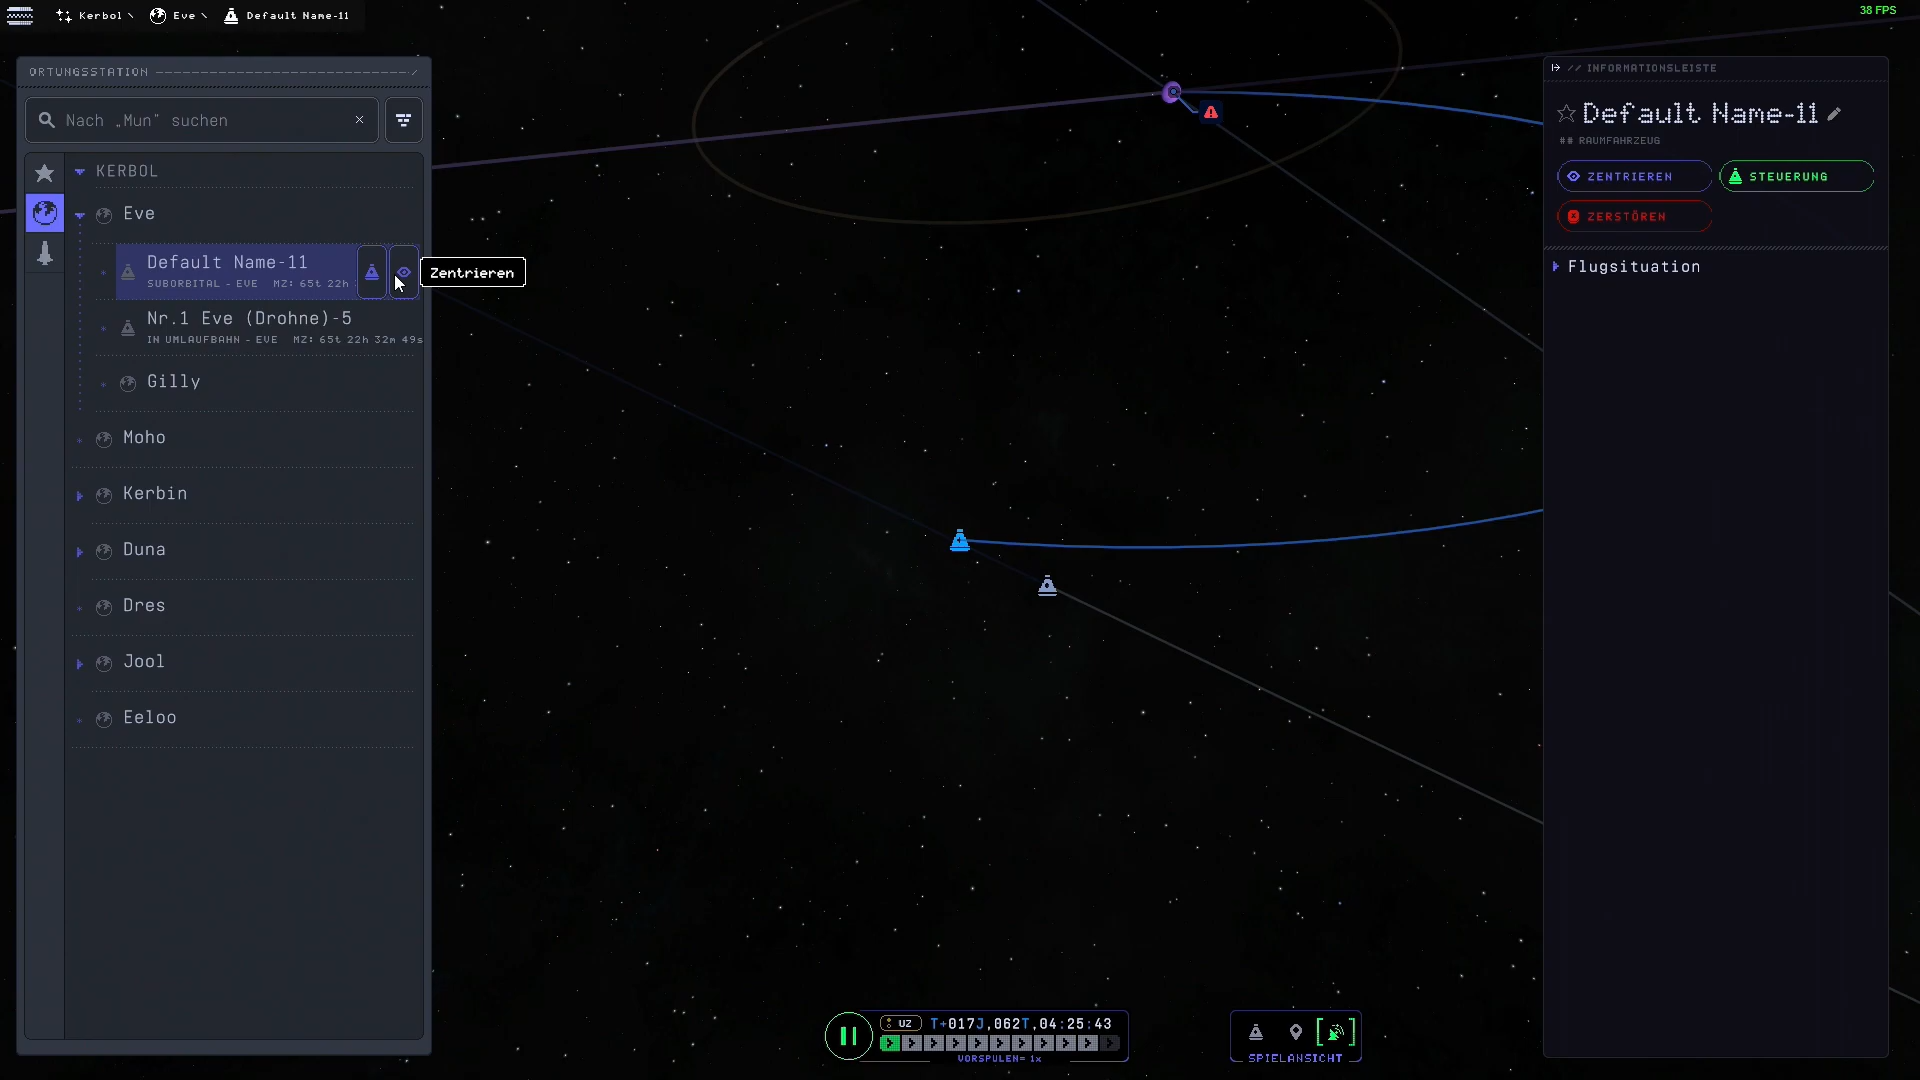 Kerbol \ Eve \ Default Name-11
38 FPS
ORTUNGSSTATION
Nach „Mun“ suchen
KERBOL
Eve
Default Name-11
SUBORBITAL - EVE MZ: 65t 22h
Zentrieren
Nr.1 Eve (Drohne)-5
IN UMLAUFBAHN - EVE MZ: 65t 22h 32m 49s
Gilly
Moho
Kerbin
Duna
Dres
Jool
Eeloo
// INFORMATIONSLEISTE
Default Name-11
## RAUMFAHRZEUG
ZENTRIEREN
STEUERUNG
ZERSTÖREN
Flugsituation
UZ T+017J,062T,04:25:43
VORSPULEN= 1x
SPIELANSICHT